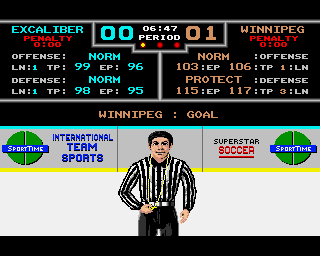 EXCALIBER 00 06:47 01 WINNIPEG
PENALTY 0:00 PERIOD PENALTY 0:00
OFFENSE: NORM NORM :OFFENSE
LN:1 TP: 99 EP: 96 103:EP 106:TP 1:LN
DEFENSE: NORM PROTECT :DEFENSE
LN:1 TP: 98 EP: 95 115:EP 117:TP 3:LN
WINNIPEG : GOAL
SPORTTIME INTERNATIONAL TEAM SPORTS SUPERSTAR SOCCER SPORTTIME